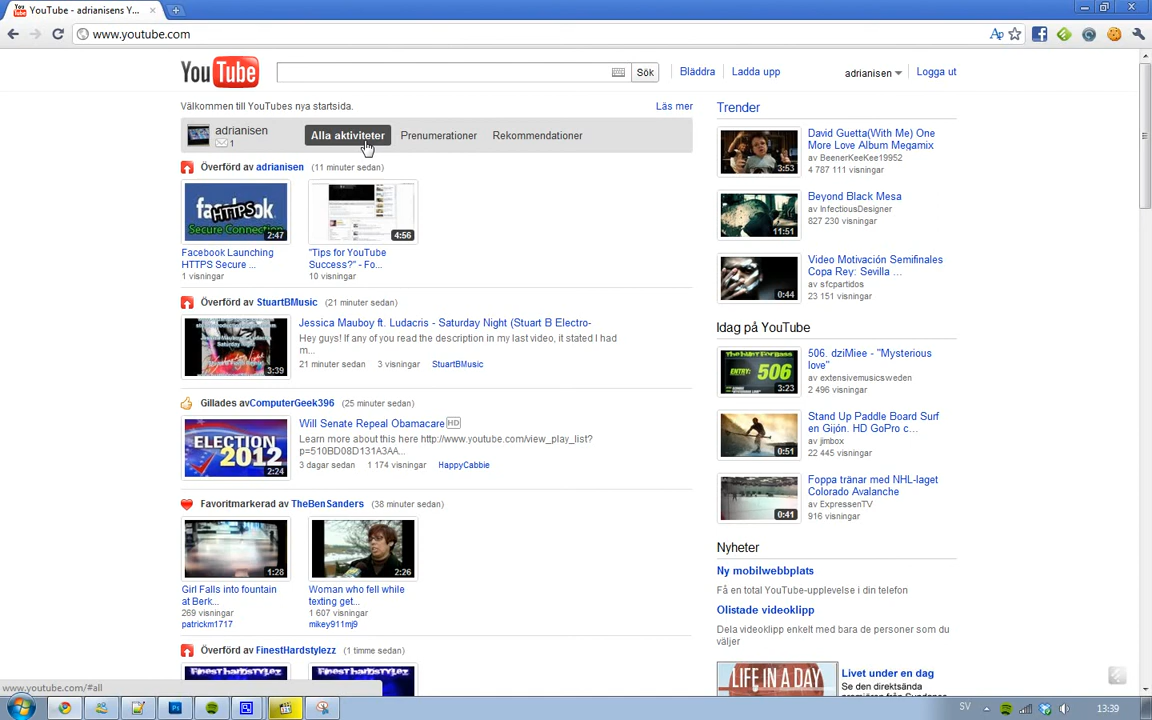 YouTube - adrianisens Y...
www.youtube.com
YouTube
Sök
Bläddra
Ladda upp
adrianisen
Logga ut
Välkommen till YouTubes nya startsida.
Läs mer
adrianisen
1
Alla aktiviteter
Prenumerationer
Rekommendationer
Överförd av adrianisen (11 minuter sedan)
facebook
HTTPS
Secure Connection
2:47
4:56
Facebook Launching
HTTPS Secure ...
1 visningar
"Tips for YouTube
Success?" - Fo...
10 visningar
Överförd av StuartBMusic (21 minuter sedan)
3:39
Jessica Mauboy ft. Ludacris - Saturday Night (Stuart B Electro-
Hey guys! If any of you read the description in my last video, it stated I had
m...
21 minuter sedan 3 visningar StuartBMusic
Gillades avComputerGeek396 (25 minuter sedan)
ELECTION
2012
2:24
Will Senate Repeal Obamacare HD
Learn more about this here http://www.youtube.com/view_play_list?
p=510BD08D131A3AA...
3 dagar sedan 1 174 visningar HappyCabbie
Favoritmarkerad av TheBenSanders (38 minuter sedan)
1:28
2:26
Girl Falls into fountain
at Berk...
269 visningar
patrickm1717
Woman who fell while
texting get...
1 607 visningar
mikey911mj9
Överförd av FinestHardstylezz (1 timme sedan)
FinestHardstylez
FinestHardstylez
Trender
3:53
David Guetta(With Me) One
More Love Album Megamix
av BeenerKeeKee19952
4 787 111 visningar
11:51
Beyond Black Mesa
av InfectiousDesigner
827 230 visningar
0:44
Video Motivación Semifinales
Copa Rey: Sevilla ...
av sfcpartidos
23 151 visningar
Idag på YouTube
THE HUNT FOR BASS
ENTRY:
506
3:23
506. dziMiee - "Mysterious
love"
av extensivemusicsweden
2 496 visningar
0:51
Stand Up Paddle Board Surf
en Gijón. HD GoPro c...
av jimbox
22 445 visningar
0:41
Foppa tränar med NHL-laget
Colorado Avalanche
av ExpressenTV
916 visningar
Nyheter
Ny mobilwebbplats
Få en total YouTube-upplevelse i din telefon
Olistade videoklipp
Dela videoklipp enkelt med bara de personer som du
väljer
LIFE IN A DAY
Livet under en dag
Se den direktsända
www.youtube.com/#all
SV
13:39